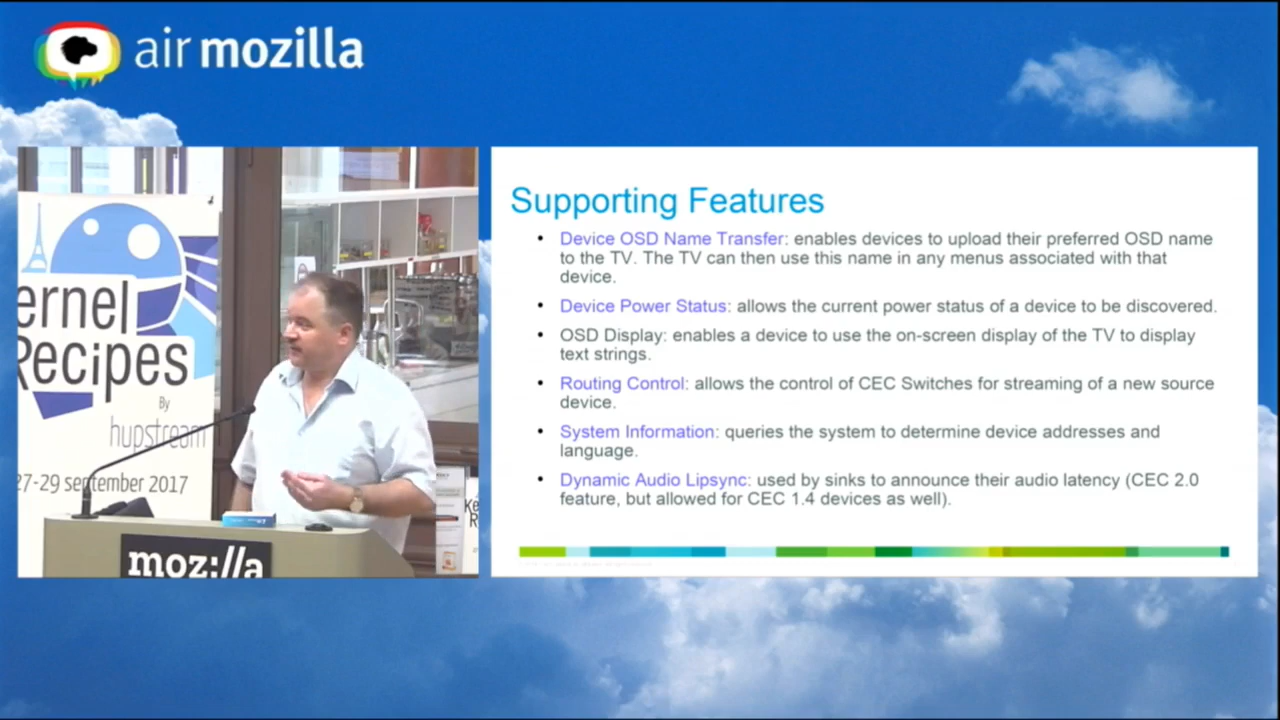 air mozilla
ernel
Recipes
By
hupstream
27-29 september 2017
moz://a
Ke
R
Supporting Features
• Device OSD Name Transfer: enables devices to upload their preferred OSD name
to the TV. The TV can then use this name in any menus associated with that
device.
• Device Power Status: allows the current power status of a device to be discovered.
• OSD Display: enables a device to use the on-screen display of the TV to display
text strings.
• Routing Control: allows the control of CEC Switches for streaming of a new source
device.
• System Information: queries the system to determine device addresses and
language.
• Dynamic Audio Lipsync: used by sinks to announce their audio latency (CEC 2.0
feature, but allowed for CEC 1.4 devices as well).